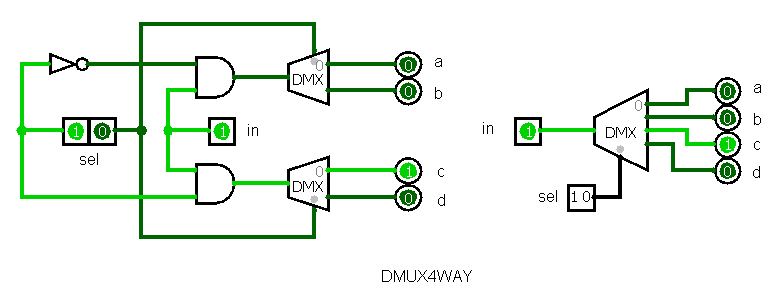 0
DMX
0 a
0 b
1 0
sel
1 in
0
DMX
1 c
0 d
in 1
0
DMX
0 a
0 b
1 c
0 d
sel 1 0
DMUX4WAY